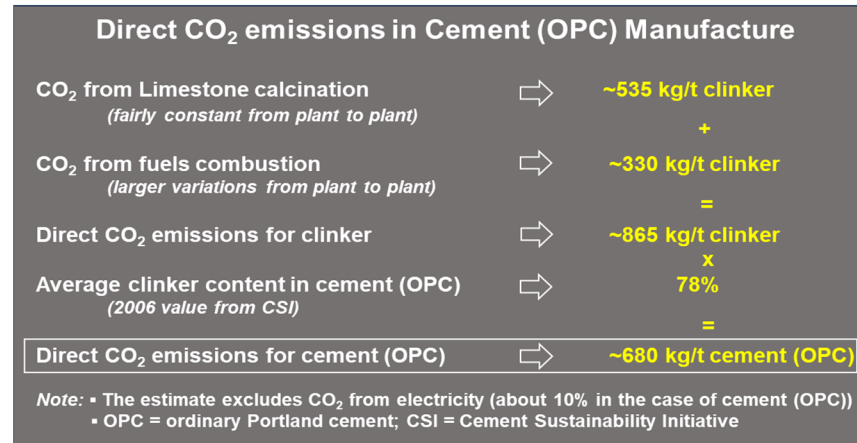 Direct CO₂ emissions in Cement (OPC) Manufacture
CO₂ from Limestone calcination ~535 kg/t clinker
(fairly constant from plant to plant)
+
CO₂ from fuels combustion ~330 kg/t clinker
(larger variations from plant to plant)
=
Direct CO₂ emissions for clinker ~865 kg/t clinker
x
Average clinker content in cement (OPC) 78%
(2006 value from CSI)
=
Direct CO₂ emissions for cement (OPC) ~680 kg/t cement (OPC)
Note: ▪ The estimate excludes CO₂ from electricity (about 10% in the case of cement (OPC))
▪ OPC = ordinary Portland cement; CSI = Cement Sustainability Initiative